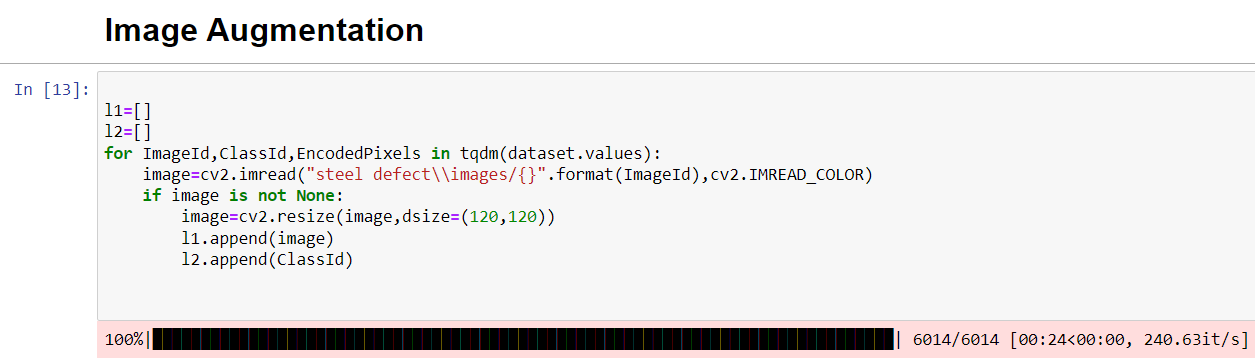 Image Augmentation
In [13]:
l1=[]
l2=[]
for ImageId,ClassId,EncodedPixels in tqdm(dataset.values):
    image=cv2.imread("steel defect\\images/{}".format(ImageId),cv2.IMREAD_COLOR)
    if image is not None:
        image=cv2.resize(image,dsize=(120,120))
        l1.append(image)
        l2.append(ClassId)
100%|██████████| 6014/6014 [00:24<00:00, 240.63it/s]